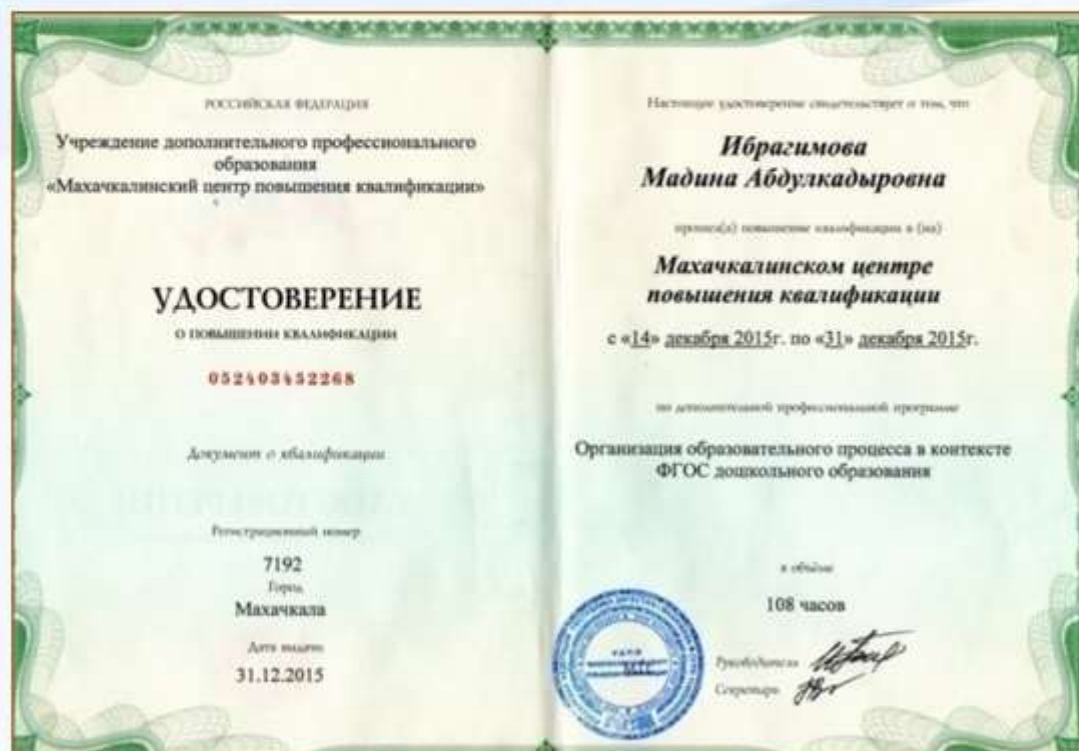 РОССИЙСКАЯ ФЕДЕРАЦИЯ
Учреждение дополнительного профессионального
образования
«Махачкалинский центр повышения квалификации»
УДОСТОВЕРЕНИЕ
О ПОВЫШЕНИИ КВАЛИФИКАЦИИ
052403452268
Документ о квалификации
Регистрационный номер
7192
Город
Махачкала
Дата выдачи
31.12.2015
Настоящее удостоверение свидетельствует о том, что
Ибрагимова
Мадина Абдулкадыровна
прошел(а) повышение квалификации в (на)
Махачкалинском центре
повышения квалификации
с «14» декабря 2015г. по «31» декабря 2015г.
по дополнительной профессиональной программе
Организация образовательного процесса в контексте
ФГОС дошкольного образования
в объёме
108 часов
Руководитель
Секретарь